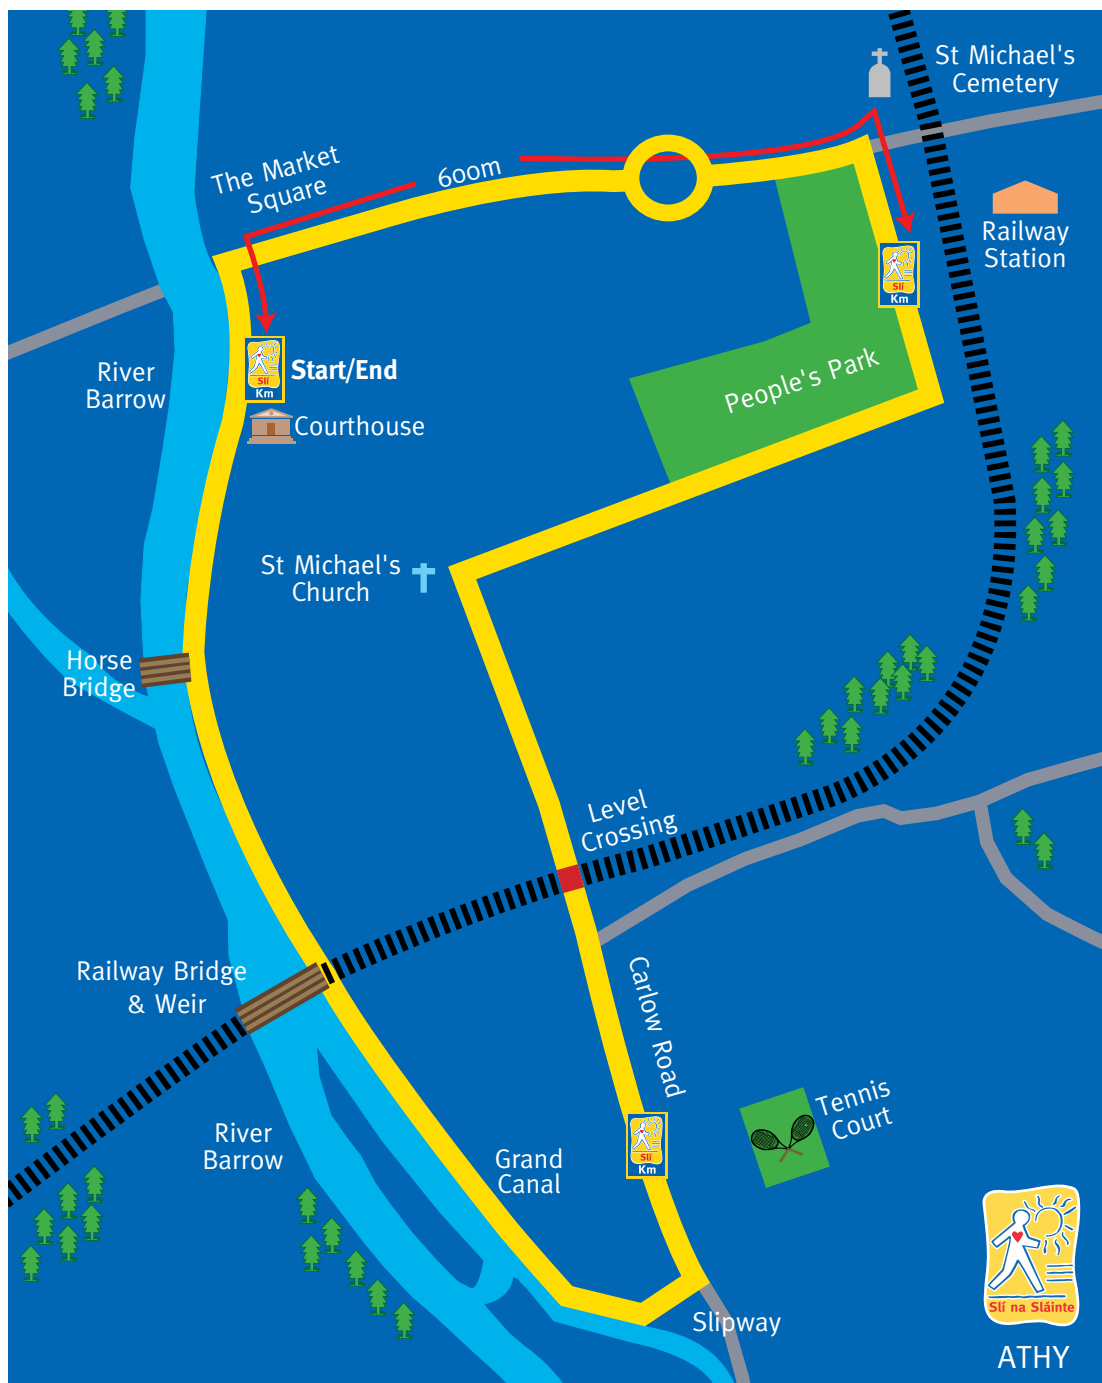 St Michael's
Cemetery
The Market
Square
600m
Railway
Station
Slí
Km
River
Barrow
Slí
Km
Start/End
People's Park
Courthouse
St Michael's
Church
Horse
Bridge
Level
Crossing
Railway Bridge
& Weir
Carlow Road
Tennis
Court
River
Barrow
Grand
Canal
Slí
Km
Slipway
Slí na Sláinte
ATHY